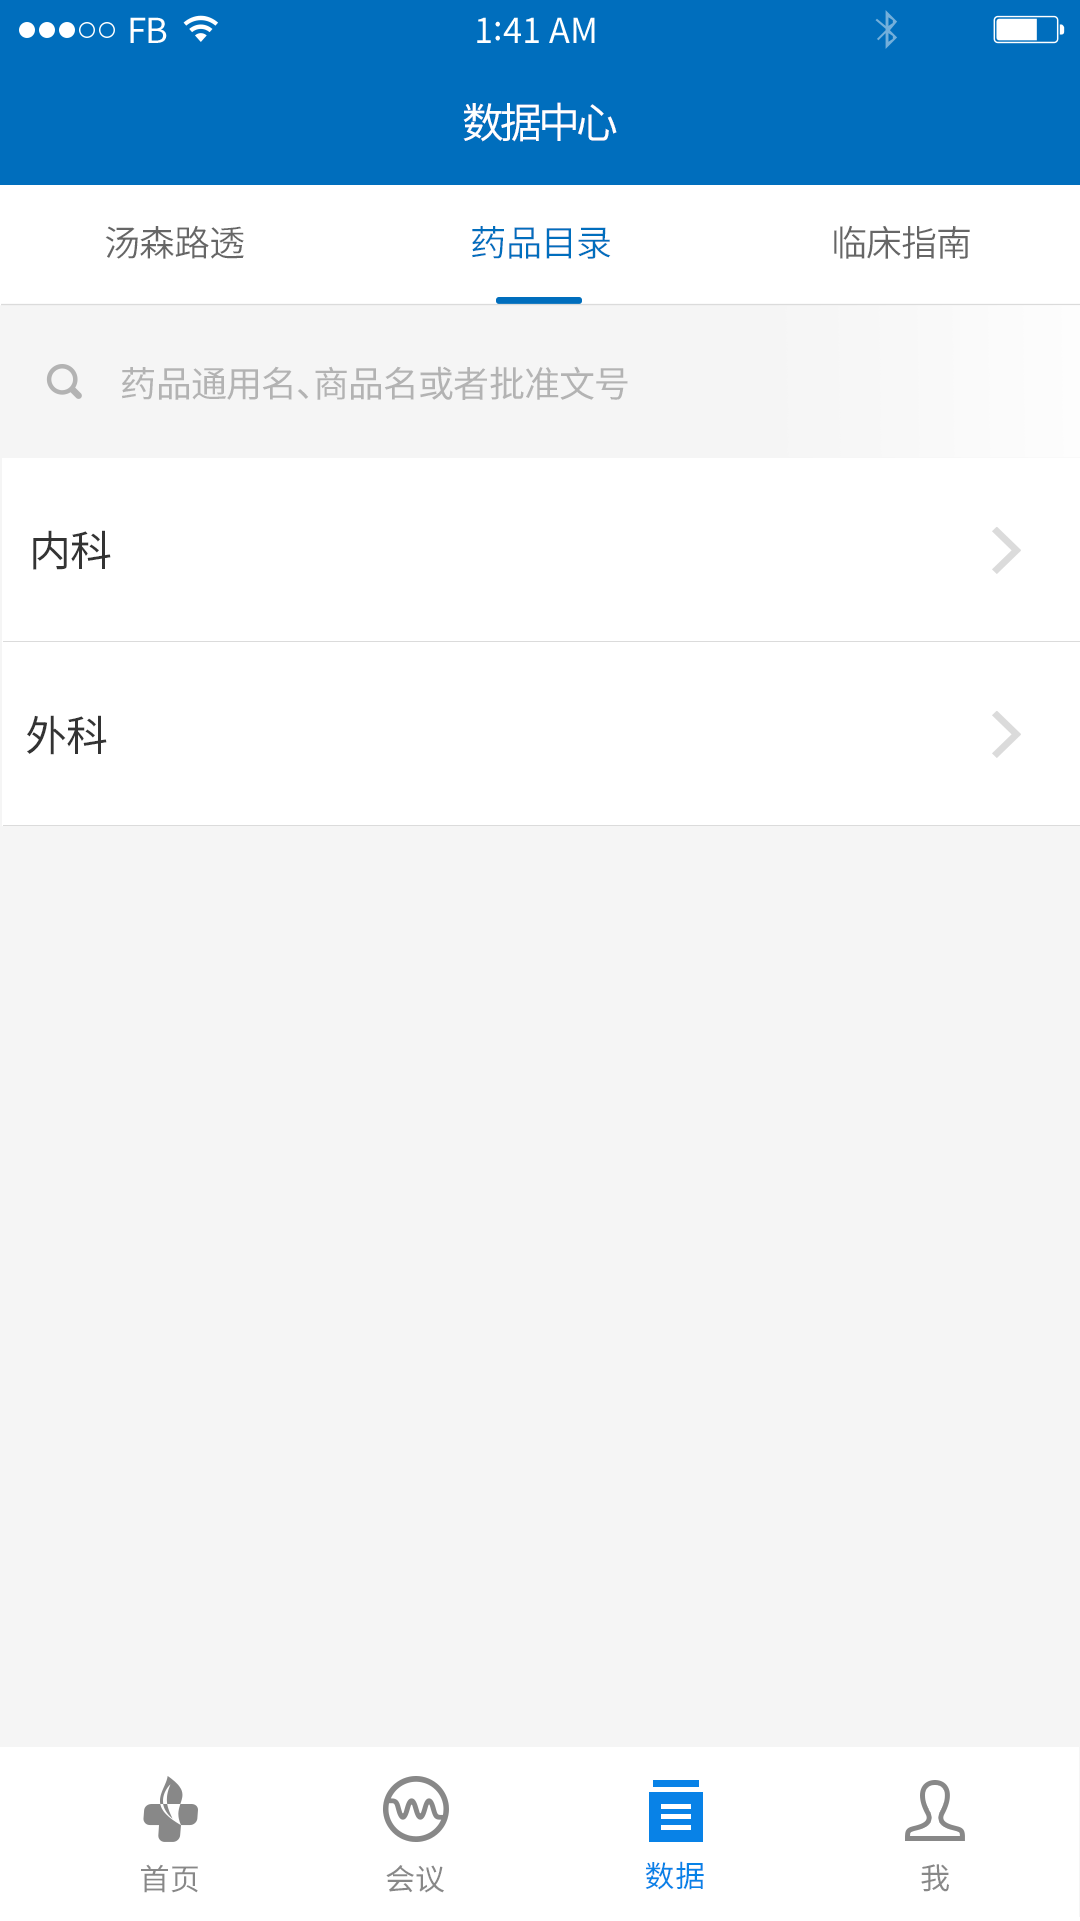 FB 1:41 AM
数据中心
汤森路透 药品目录 临床指南
药品通用名、商品名或者批准文号
内科
外科
首页 会议 数据 我